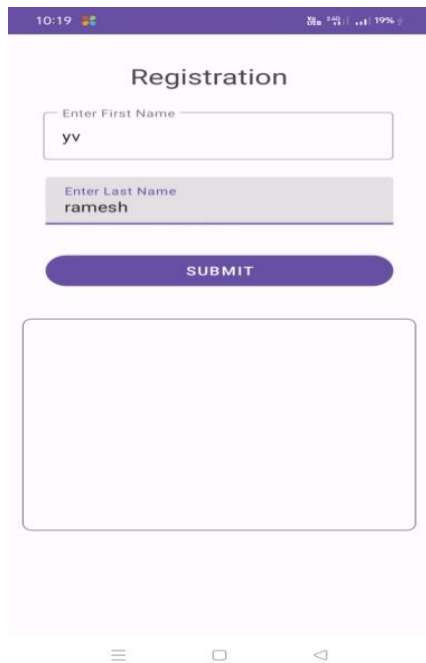 10:19
19%
Registration
Enter First Name
yv
Enter Last Name
ramesh
SUBMIT